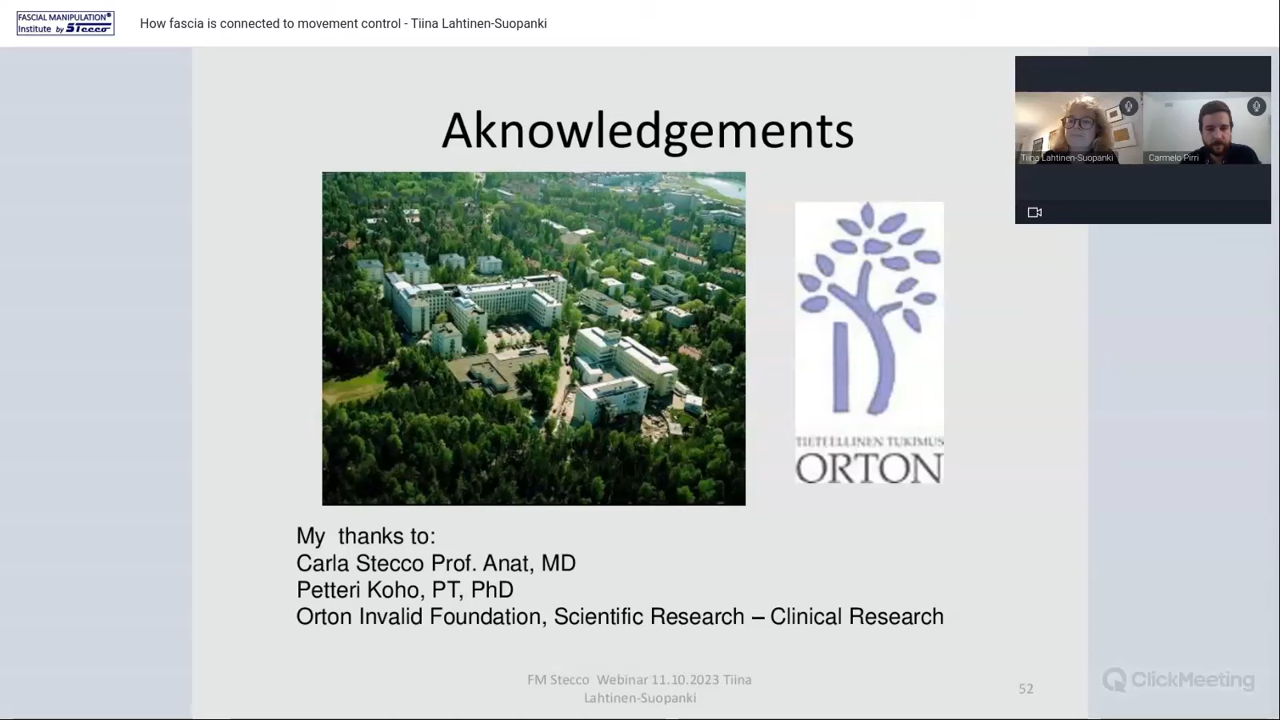 FASCIAL MANIPULATION®
Institute by Stecco
How fascia is connected to movement control - Tiina Lahtinen-Suopanki
Aknowledgements
Tiina Lahtinen-Suopanki
Carmelo Pirri
TIETEELLINEN TUKIMUS
ORTON
My thanks to:
Carla Stecco Prof. Anat, MD
Petteri Koho, PT, PhD
Orton Invalid Foundation, Scientific Research – Clinical Research
FM Stecco Webinar 11.10.2023 Tiina
Lahtinen-Suopanki
52
ClickMeeting